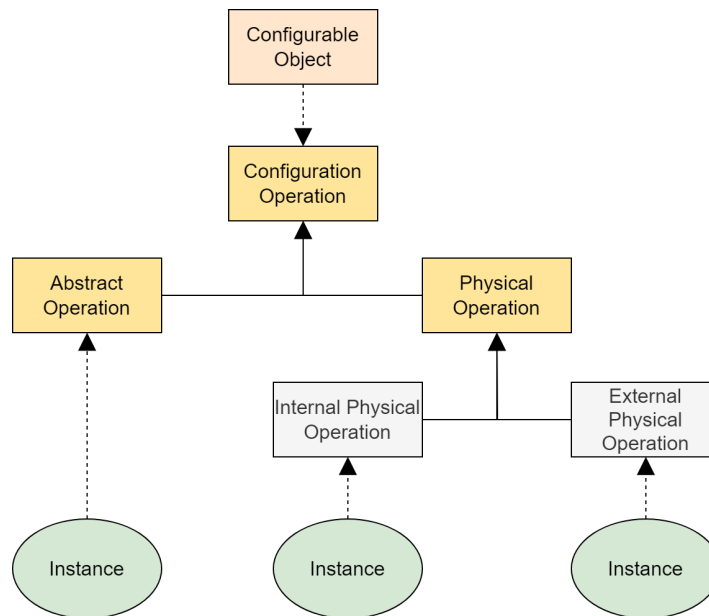 Configurable
Object
Configuration
Operation
Abstract
Operation
Physical
Operation
Internal Physical
Operation
External
Physical
Operation
Instance
Instance
Instance